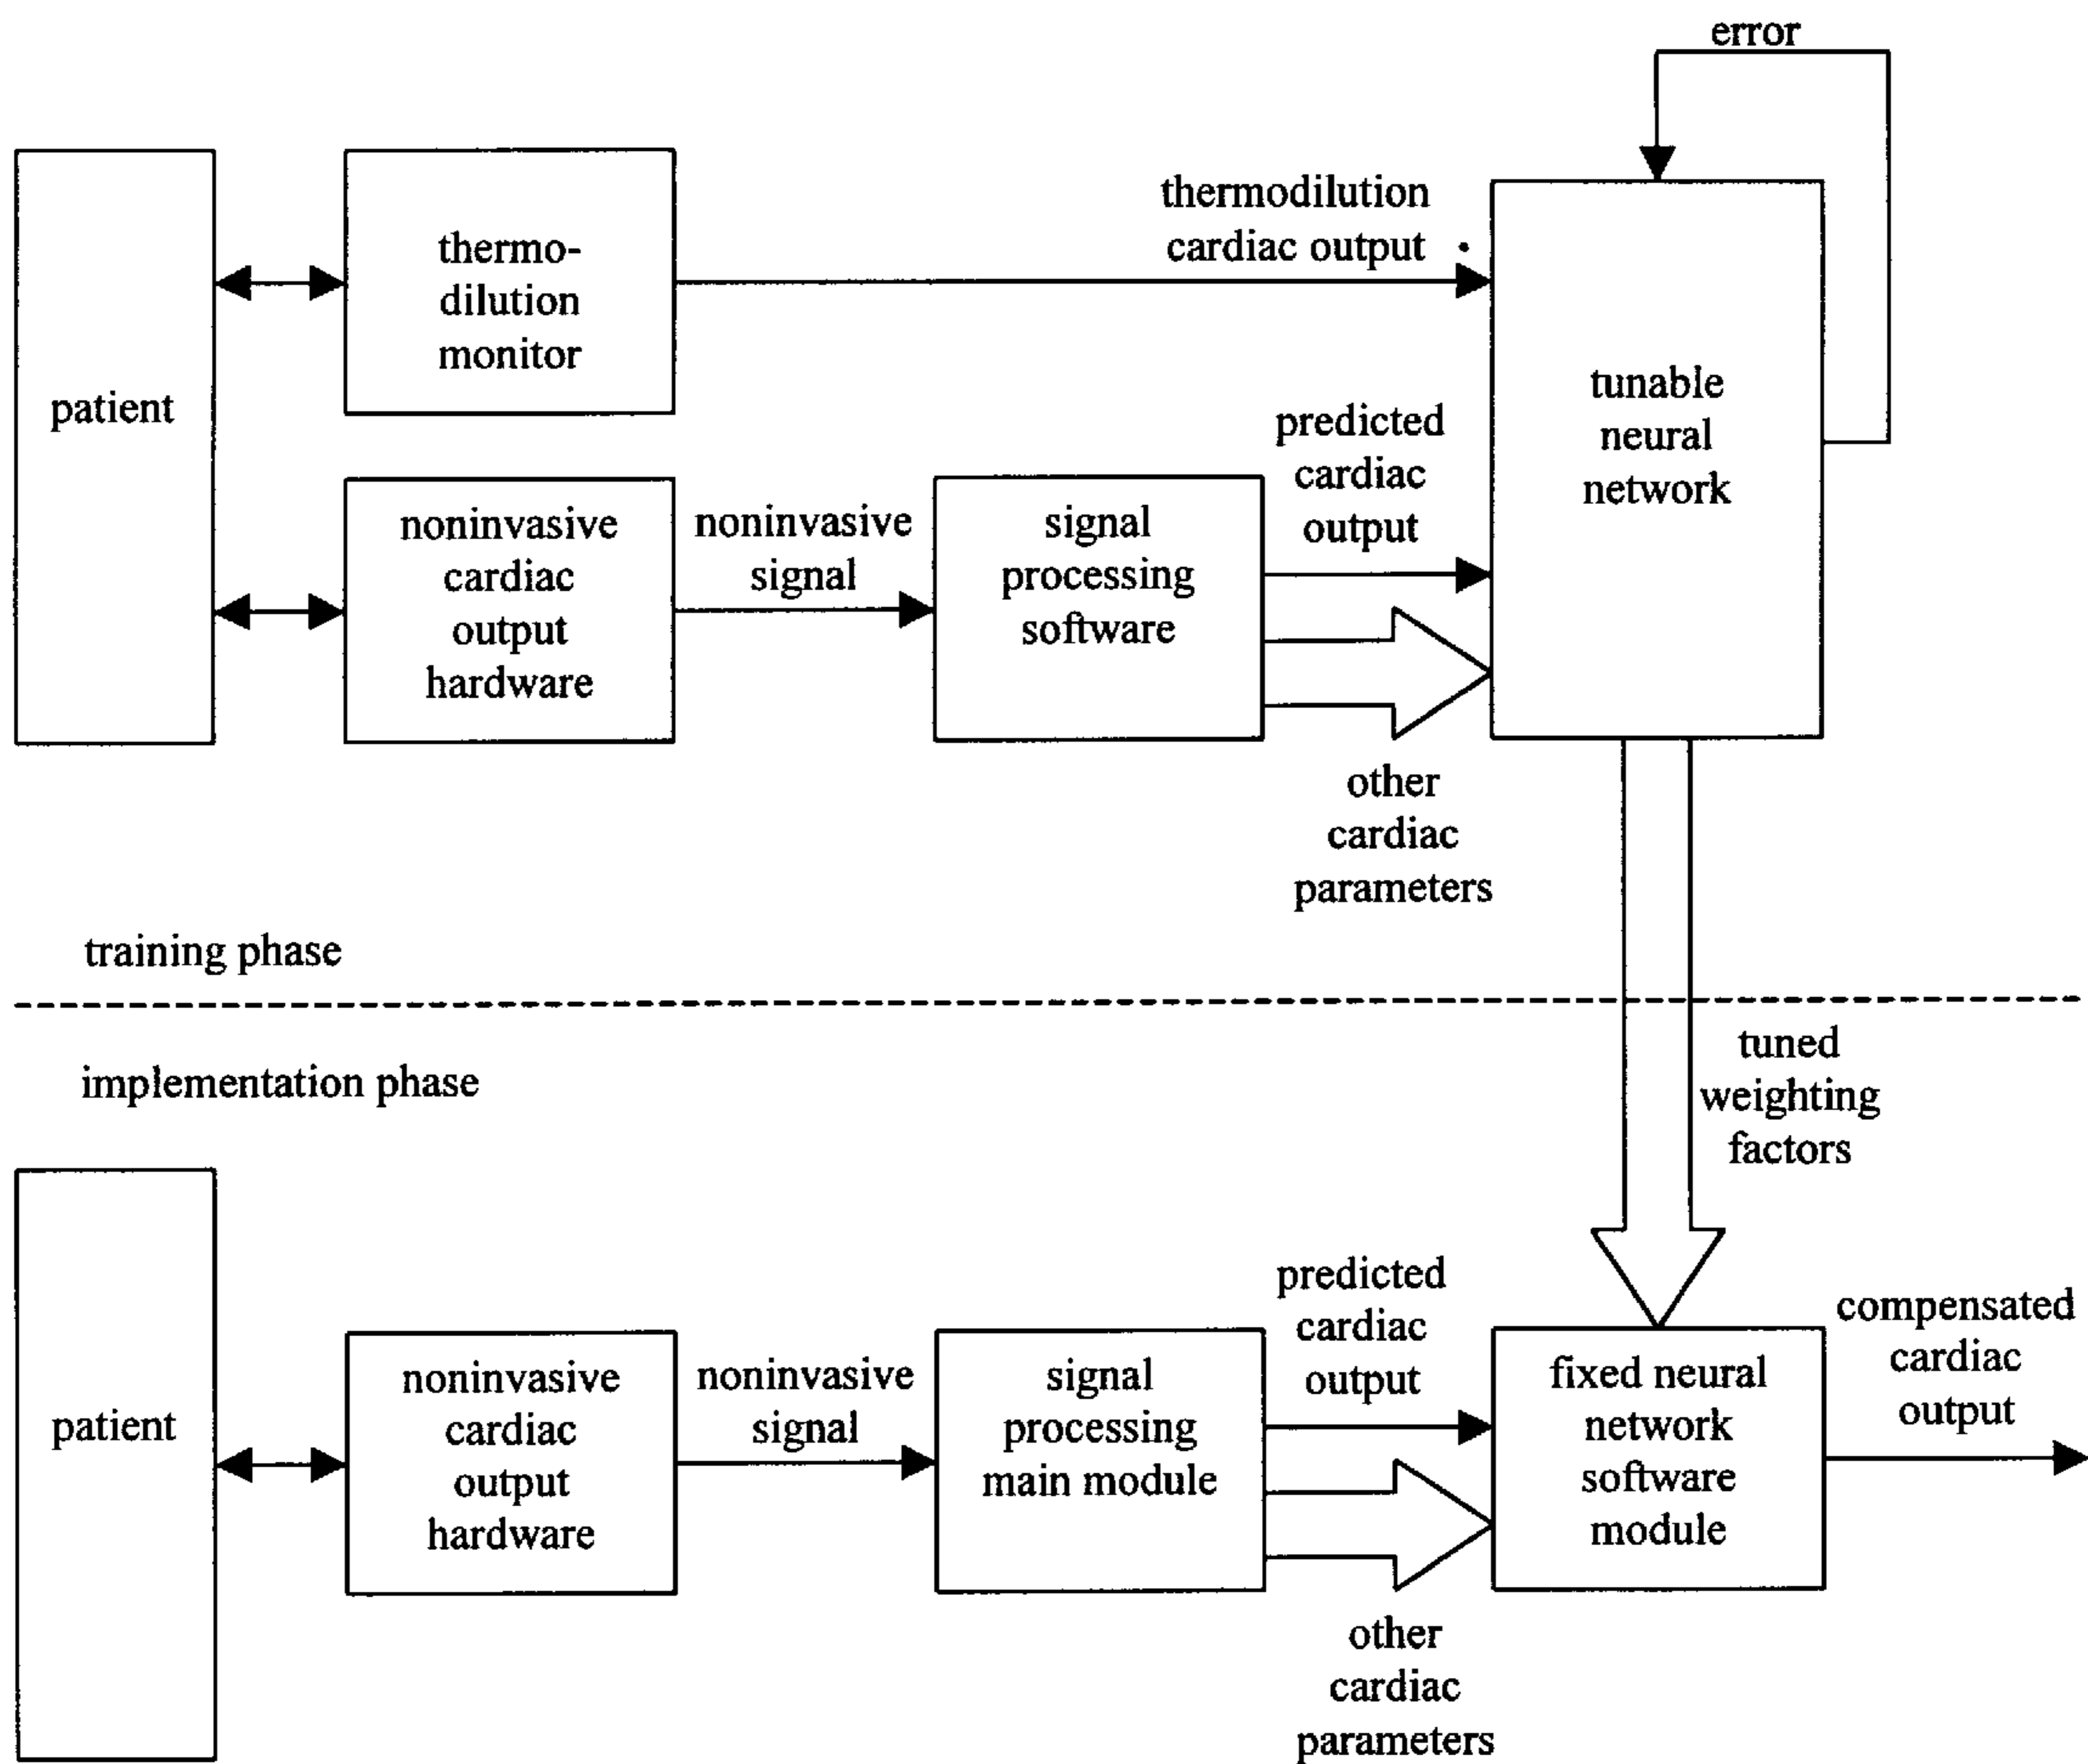 error
thermodilution
cardiac output
thermo-
dilution
monitor
patient
tunable
neural
network
predicted
cardiac
output
noninvasive
cardiac
output
hardware
noninvasive
signal
signal
processing
software
other
cardiac
parameters
training phase
implementation phase
tuned
weighting
factors
patient
noninvasive
cardiac
output
hardware
noninvasive
signal
signal
processing
main module
predicted
cardiac
output
fixed neural
network
software
module
compensated
cardiac
output
other
cardiac
parameters